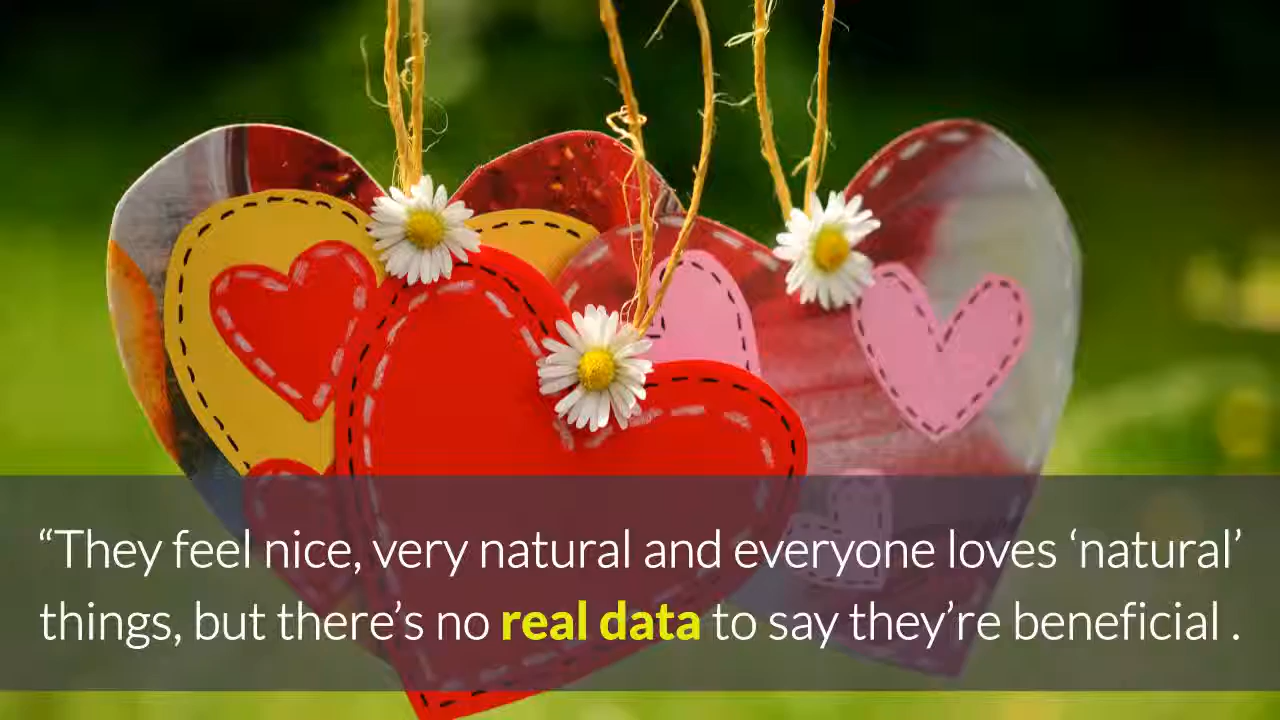 “They feel nice, very natural and everyone loves ‘natural’
things, but there’s no real data to say they’re beneficial .